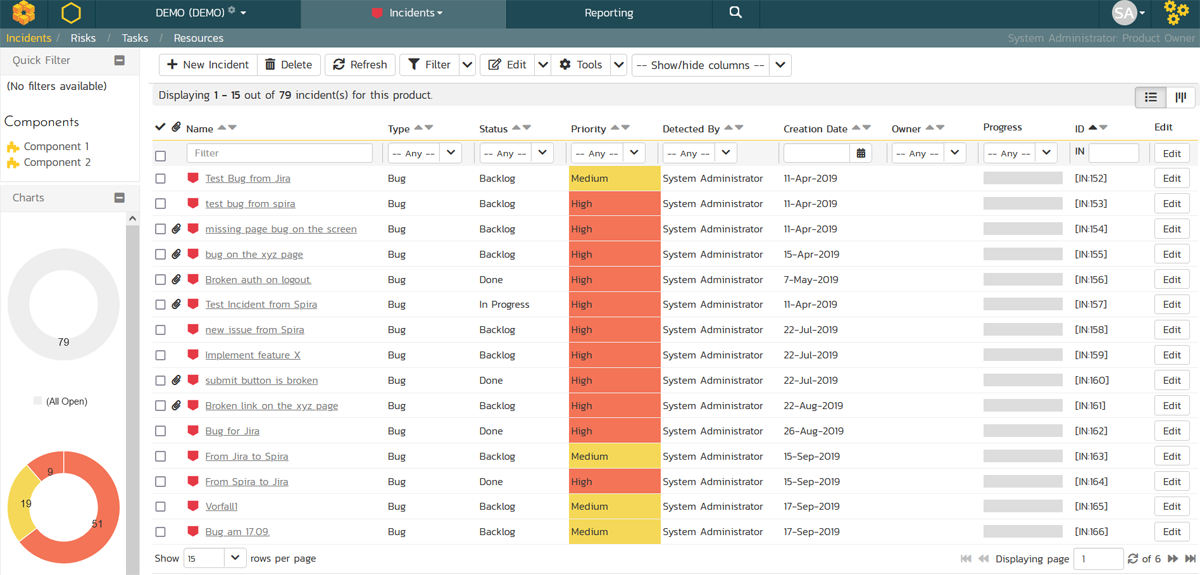 DEMO (DEMO) Incidents Reporting SA
Incidents / Risks / Tasks / Resources System Administrator: Product Owner
Quick Filter
(No filters available)
Components
Component 1
Component 2
Charts
79
(All Open)
9
19
51
New Incident Delete Refresh Filter Edit Tools -- Show/hide columns --
Displaying 1 - 15 out of 79 incident(s) for this product.
Name Type Status Priority Detected By Creation Date Owner Progress ID Edit
Filter -- Any -- -- Any -- -- Any -- -- Any -- -- Any -- -- Any -- IN Edit
Test Bug from Jira Bug Backlog Medium System Administrator 11-Apr-2019 [IN:152] Edit
test bug from spira Bug Backlog High System Administrator 11-Apr-2019 [IN:153] Edit
missing page bug on the screen Bug Backlog High System Administrator 11-Apr-2019 [IN:154] Edit
bug on the xyz page Bug Backlog High System Administrator 15-Apr-2019 [IN:155] Edit
Broken auth on logout. Bug Done High System Administrator 7-May-2019 [IN:156] Edit
Test Incident from Spira Bug In Progress High System Administrator 11-Apr-2019 [IN:157] Edit
new issue from Spira Bug Backlog High System Administrator 22-Jul-2019 [IN:158] Edit
Implement feature X Bug Backlog High System Administrator 22-Jul-2019 [IN:159] Edit
submit button is broken Bug Done High System Administrator 22-Jul-2019 [IN:160] Edit
Broken link on the xyz page Bug Backlog High System Administrator 22-Aug-2019 [IN:161] Edit
Bug for Jira Bug Done High System Administrator 26-Aug-2019 [IN:162] Edit
From Jira to Spira Bug Backlog Medium System Administrator 15-Sep-2019 [IN:163] Edit
From Spira to Jira Bug Done High System Administrator 15-Sep-2019 [IN:164] Edit
Vorfall1 Bug Backlog Medium System Administrator 17-Sep-2019 [IN:165] Edit
Bug am 17.09. Bug Backlog Medium System Administrator 17-Sep-2019 [IN:166] Edit
Show 15 rows per page Displaying page 1 of 6